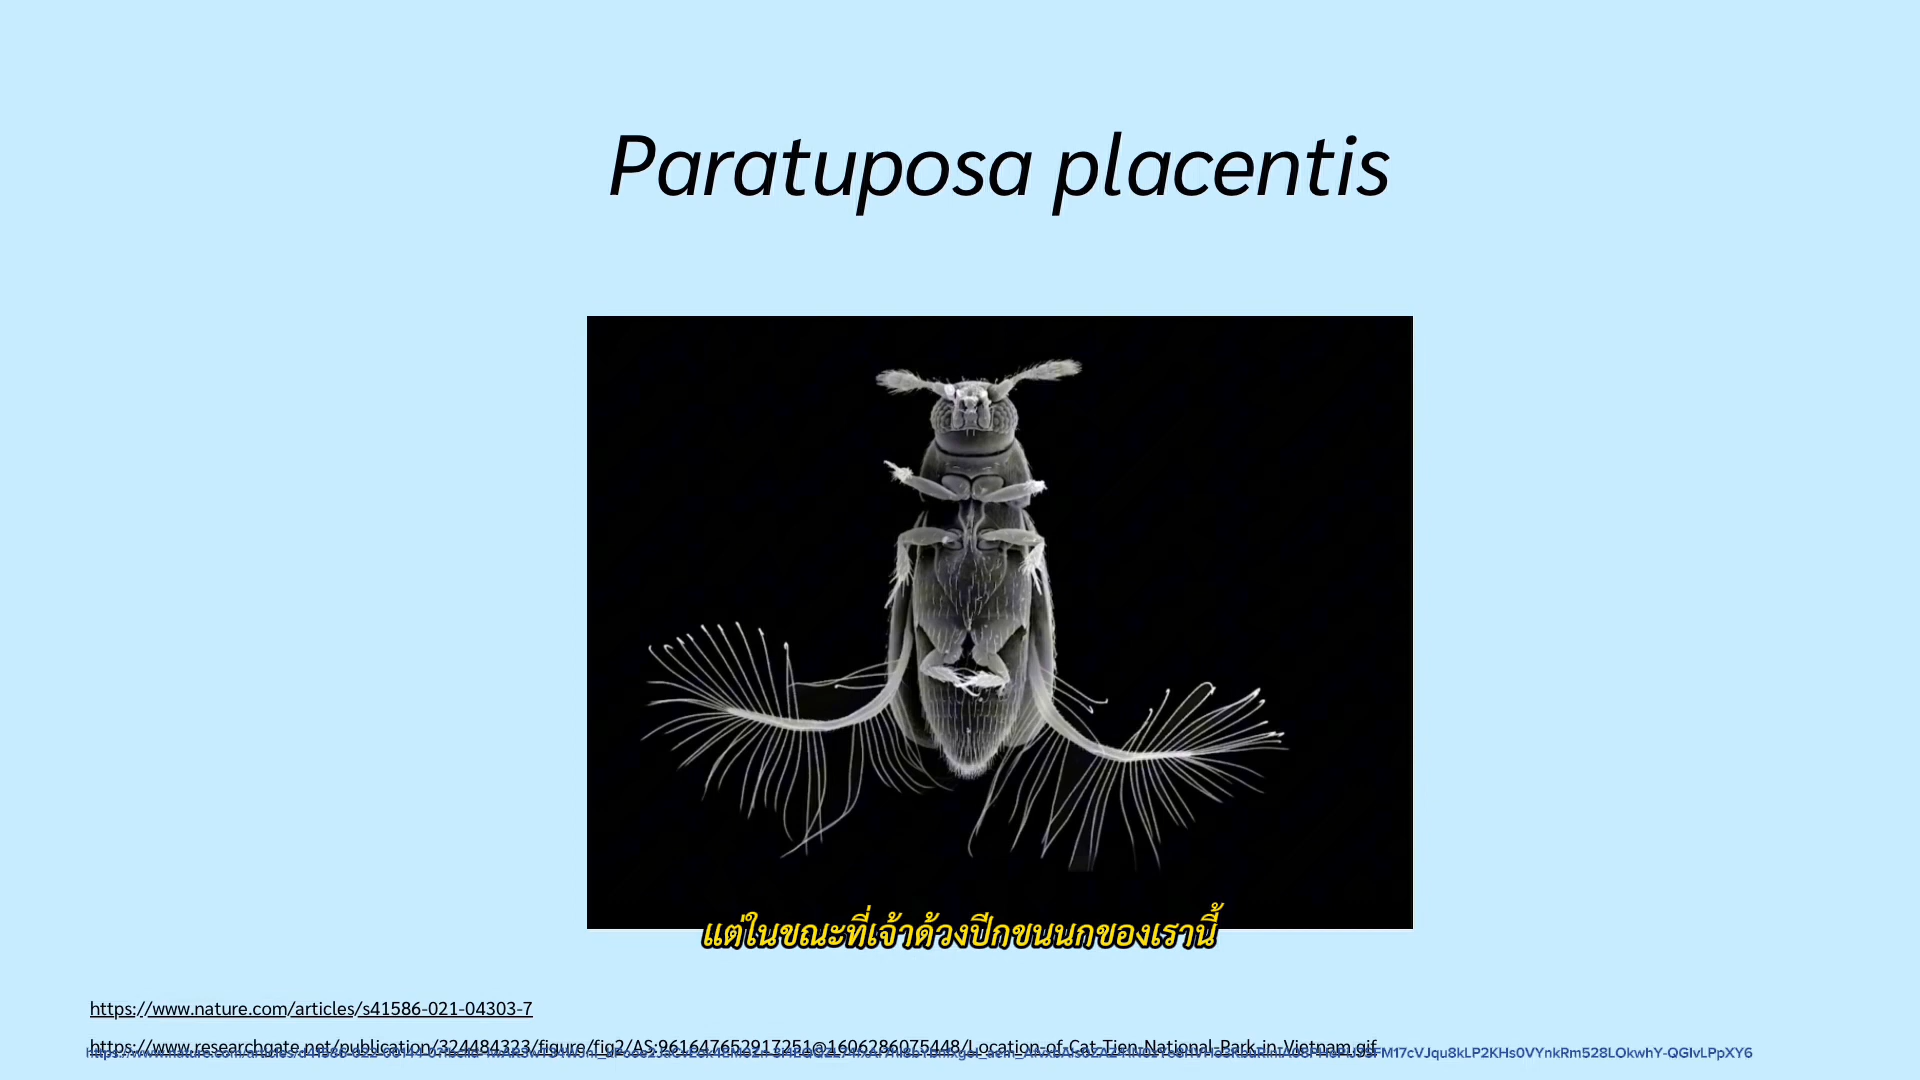 Paratuposa placentis
แต่ในขณะที่เจ้าด้วงปีกขนนกของเรานี้
https://www.nature.com/articles/s41586-021-04303-7
https://www.researchgate.net/publication/324484323/figure/fig2/AS:961647652917251@1606286075448/Location-of-Cat-Tien-National-Park-in-Vietnam.gif